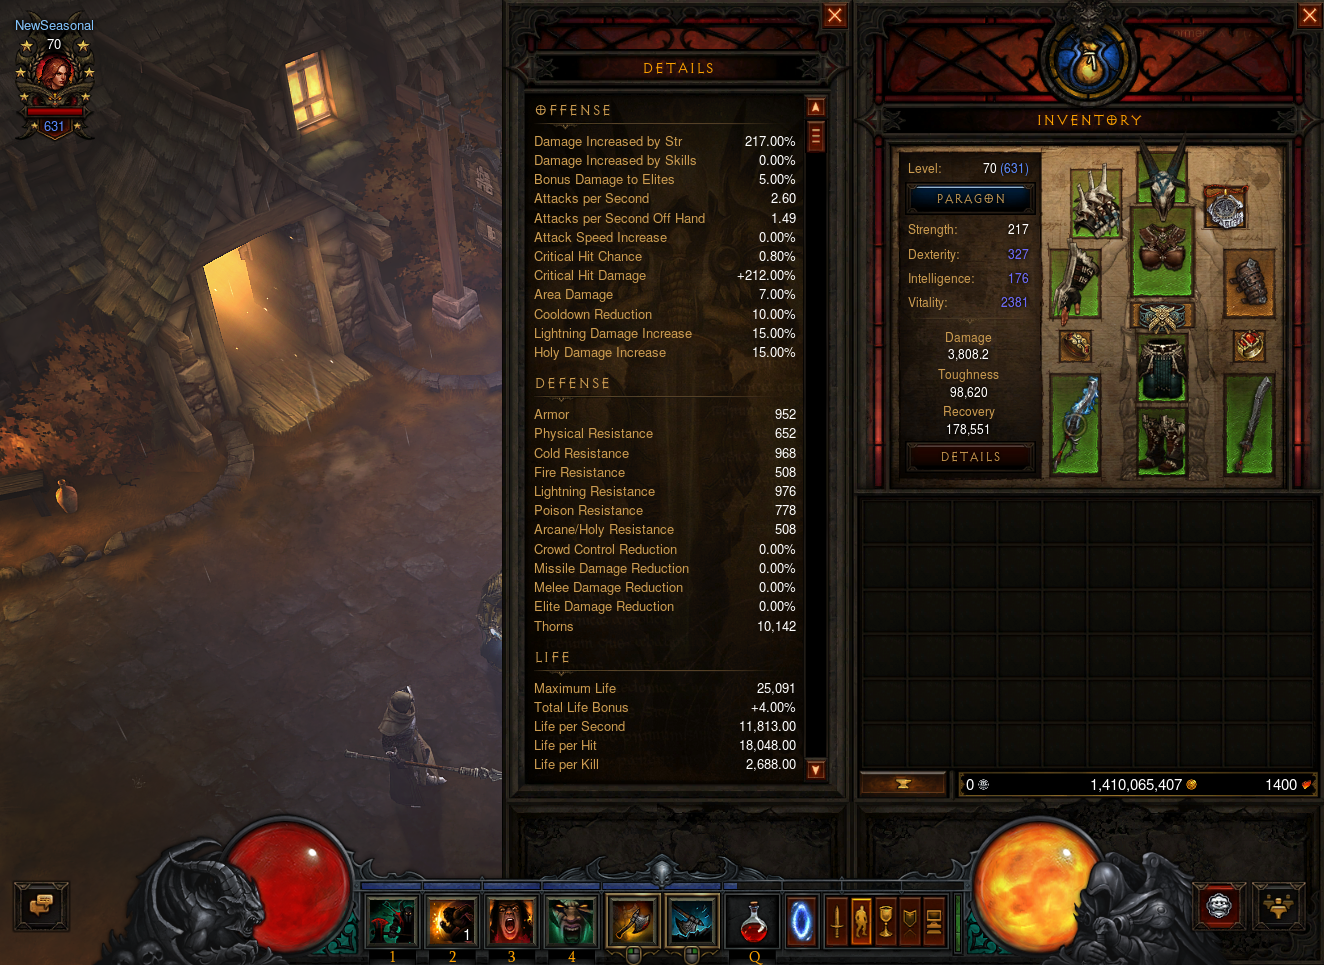 NewSeasonal
70
631
DETAILS
OFFENSE
Damage Increased by Str 217.00%
Damage Increased by Skills 0.00%
Bonus Damage to Elites 5.00%
Attacks per Second 2.60
Attacks per Second Off Hand 1.49
Attack Speed Increase 0.00%
Critical Hit Chance 0.80%
Critical Hit Damage +212.00%
Area Damage 7.00%
Cooldown Reduction 10.00%
Lightning Damage Increase 15.00%
Holy Damage Increase 15.00%
DEFENSE
Armor 952
Physical Resistance 652
Cold Resistance 968
Fire Resistance 508
Lightning Resistance 976
Poison Resistance 778
Arcane/Holy Resistance 508
Crowd Control Reduction 0.00%
Missile Damage Reduction 0.00%
Melee Damage Reduction 0.00%
Elite Damage Reduction 0.00%
Thorns 10,142
LIFE
Maximum Life 25,091
Total Life Bonus +4.00%
Life per Second 11,813.00
Life per Hit 18,048.00
Life per Kill 2,688.00
INVENTORY
Level: 70 (631)
PARAGON
Strength: 217
Dexterity: 327
Intelligence: 176
Vitality: 2381
Damage
3,808.2
Toughness
98,620
Recovery
178,551
DETAILS
0 1,410,065,407 1400
1
1 2 3 4 Q